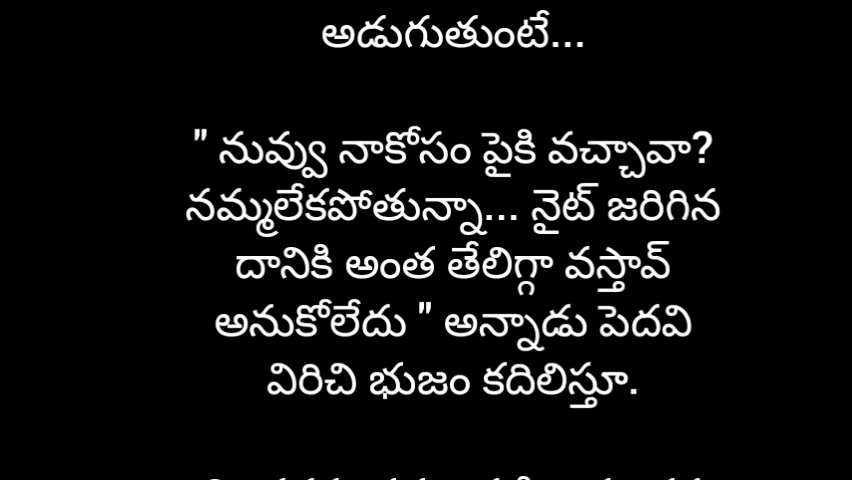 అడుగుతుంటే...
" నువ్వు నాకోసం పైకి వచ్చావా?
నమ్మలేకపోతున్నా... నైట్ జరిగిన
దానికి అంత తేలిగ్గా వస్తావ్
అనుకోలేదు " అన్నాడు పెదవి
విరిచి భుజం కదిలిస్తూ.